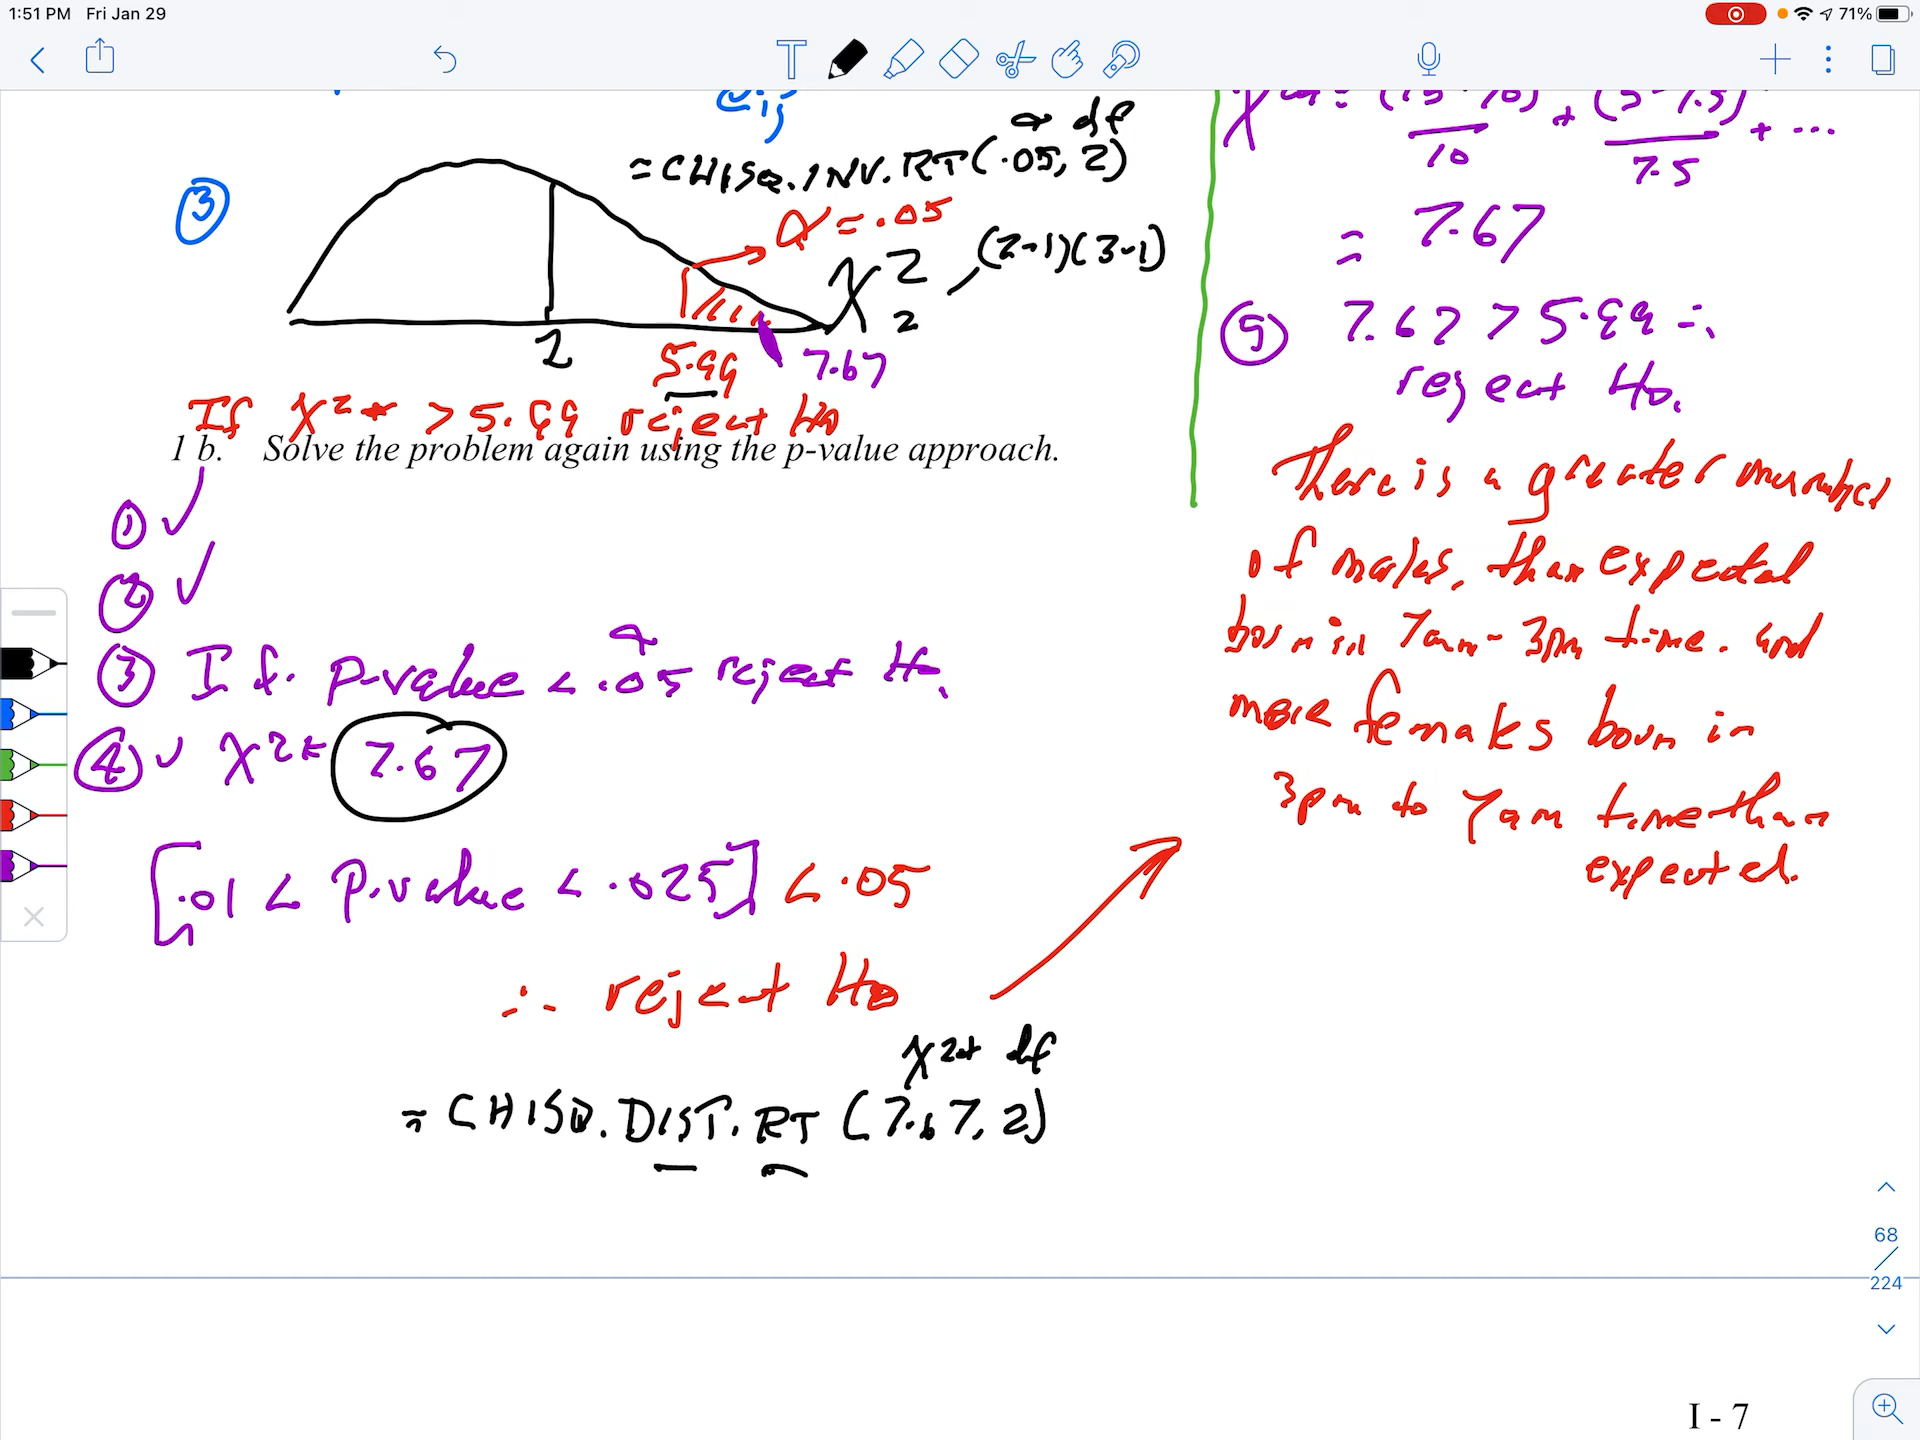 1:51 PM Fri Jan 29
71%
eij
α df
= CHISQ.INV.RT(.05, 2)
③
α = .05
χ²
2
(2-1)(3-1)
2
5.99
7.67
If χ²* > 5.99 reject Ho
1 b. Solve the problem again using the p-value approach.
① ✓
② ✓
α
③ If p-value < .05 reject Ho.
④ ✓ χ²* 7.67
[.01 < p-value < .025] < .05
∴ reject Ho
χ²* df
= CHISQ.DIST.RT (7.67, 2)
10 + 7.5 + ...
= 7.67
⑤ 7.67 > 5.99 ∴
reject Ho.
There is a greater number
of males, than expected
born in 7am - 3pm time. and
more females born in
3pm to 7am time than
expected.
68
/
224
I - 7